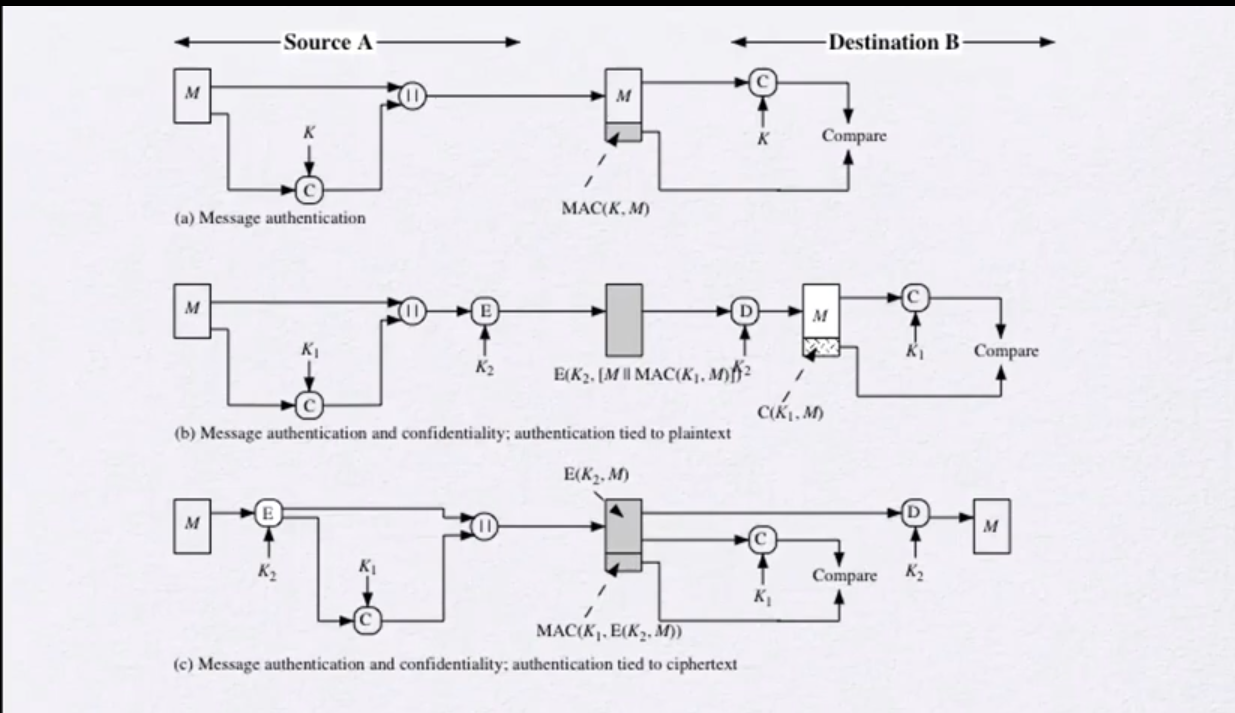 Source A
Destination B
M
||
M
C
K
K
Compare
C
MAC(K, M)
(a) Message authentication
M
||
E
D
M
C
K₁
K₂
E(K₂, [M || MAC(K₁, M)])
K₂
K₁
Compare
C
C(K₁, M)
(b) Message authentication and confidentiality; authentication tied to plaintext
E(K₂, M)
M
E
||
D
M
K₂
K₁
C
K₁
Compare
K₂
C
MAC(K₁, E(K₂, M))
(c) Message authentication and confidentiality; authentication tied to ciphertext